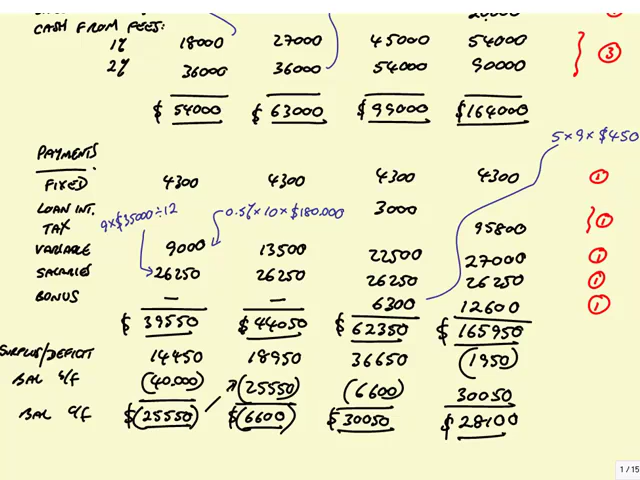 20000
CASH FROM FEES:
1% 18000 27000 45000 54000
2% 36000 36000 54000 90000
3
$ 54000 $ 63000 $ 99000 $ 164000
5 × 9 × $450
PAYMENTS
FIXED 4300 4300 4300 4300 1
LOAN INT. 3000
9 × $35000 ÷ 12 0.5% × 10 × $180.000
TAX 95800 1
VARIABLE 9000 13500 22500 27000 1
SALARIES 26250 26250 26250 26250 1
BONUS — — 6300 12600 1
$ 39550 $ 44050 $ 62350 $ 165950
SURPLUS/DEFICIT 14450 18950 36650 (1950)
BAL b/f (40.000) (25550) (6600) 30050
BAL c/f $(25550) $(6600) $ 30050 $ 28100
1 / 15